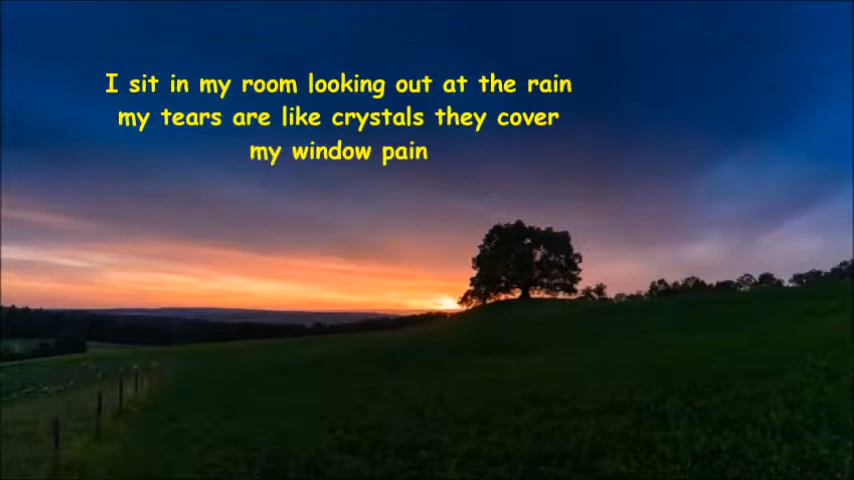 I sit in my room looking out at the rain
my tears are like crystals they cover
my window pain